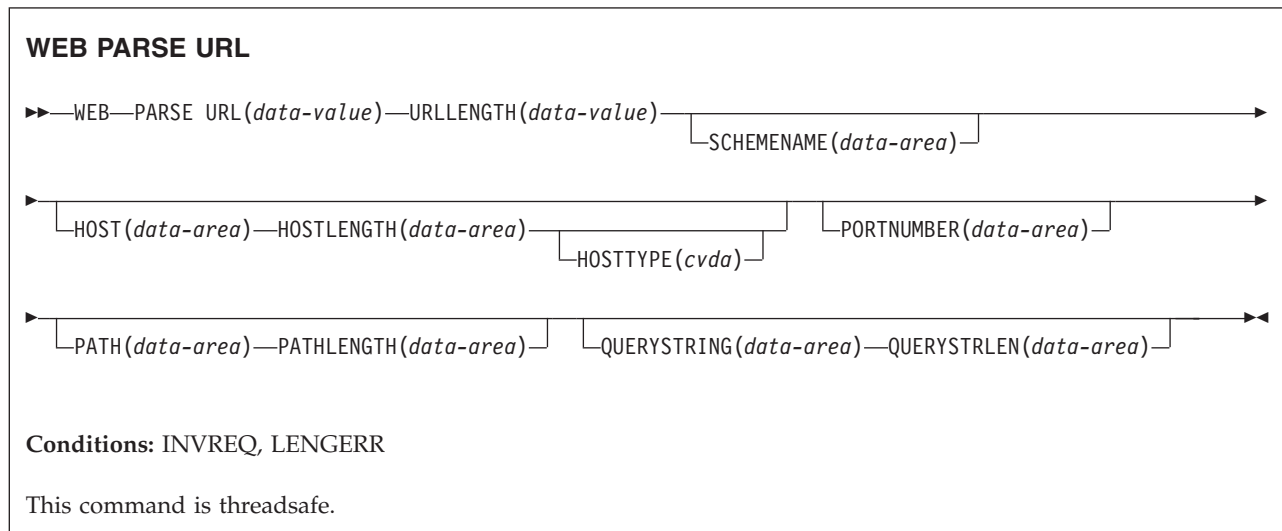 WEB PARSE URL
WEB PARSE URL(data-value) URLLENGTH(data-value)
SCHEMENAME(data-area)
HOST(data-area) HOSTLENGTH(data-area)
HOSTTYPE(cvda)
PORTNUMBER(data-area)
PATH(data-area) PATHLENGTH(data-area)
QUERYSTRING(data-area) QUERYSTRLEN(data-area)
Conditions: INVREQ, LENGERR
This command is threadsafe.